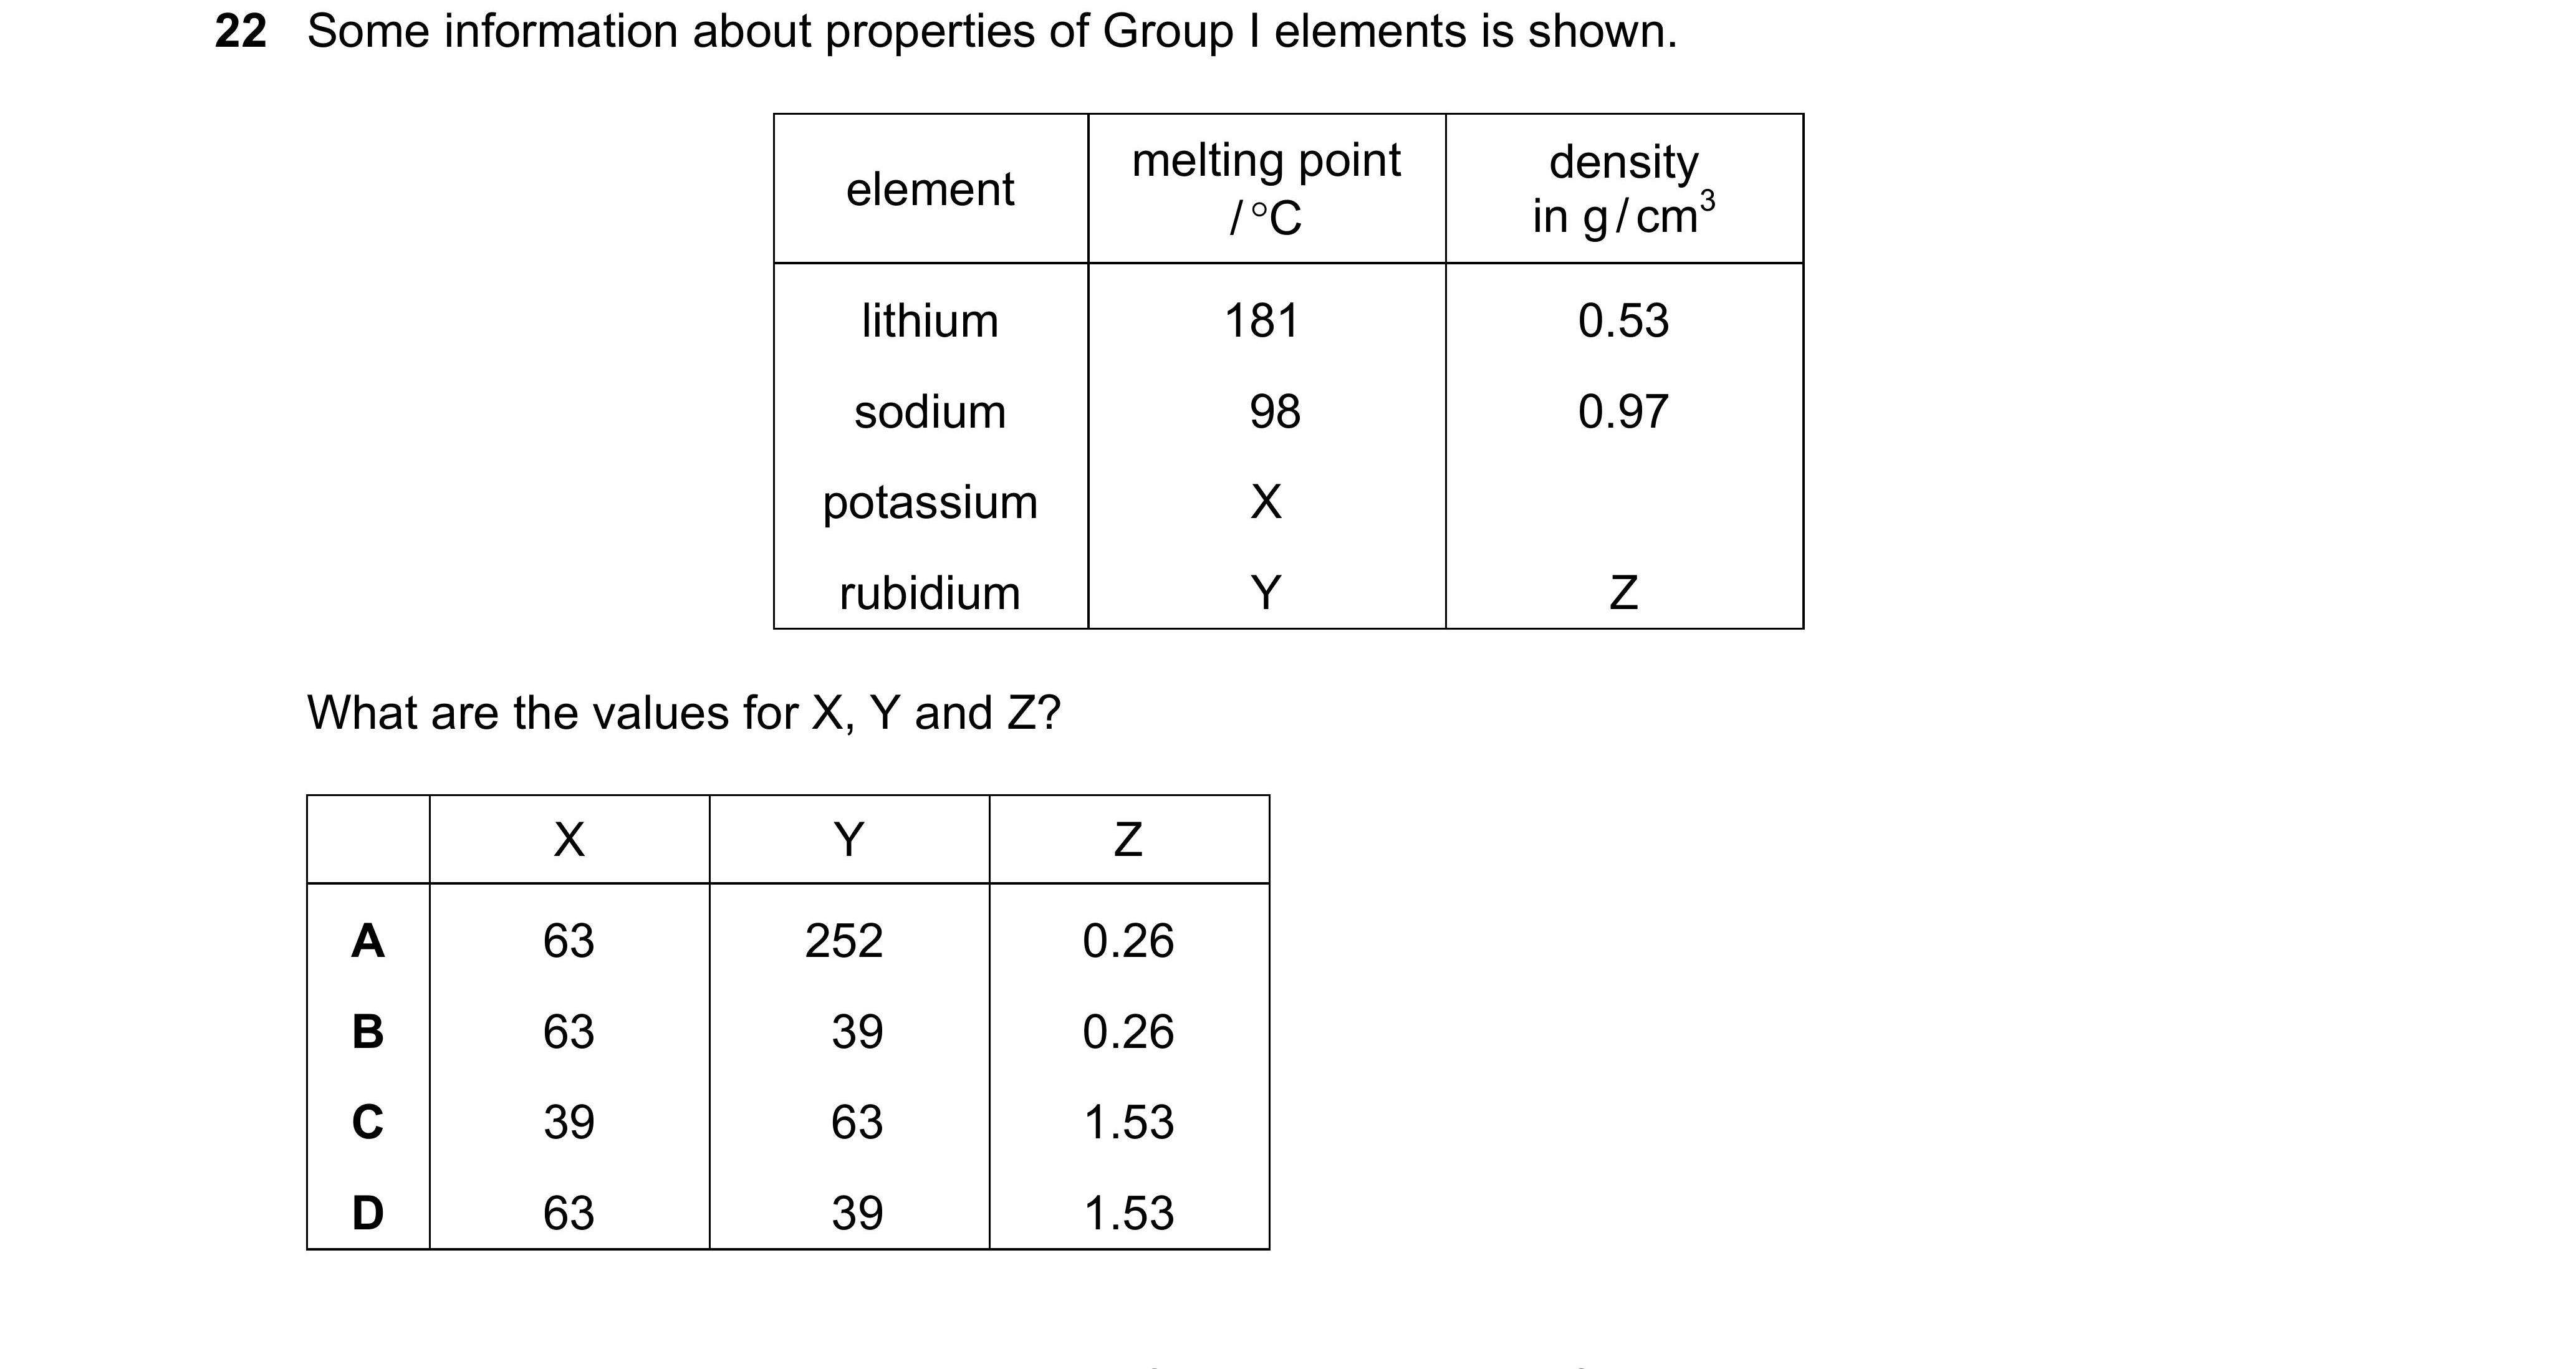 22 Some information about properties of Group I elements is shown.
element melting point / °C density in g / cm³
lithium 181 0.53
sodium 98 0.97
potassium X
rubidium Y Z
What are the values for X, Y and Z?
X Y Z
A 63 252 0.26
B 63 39 0.26
C 39 63 1.53
D 63 39 1.53